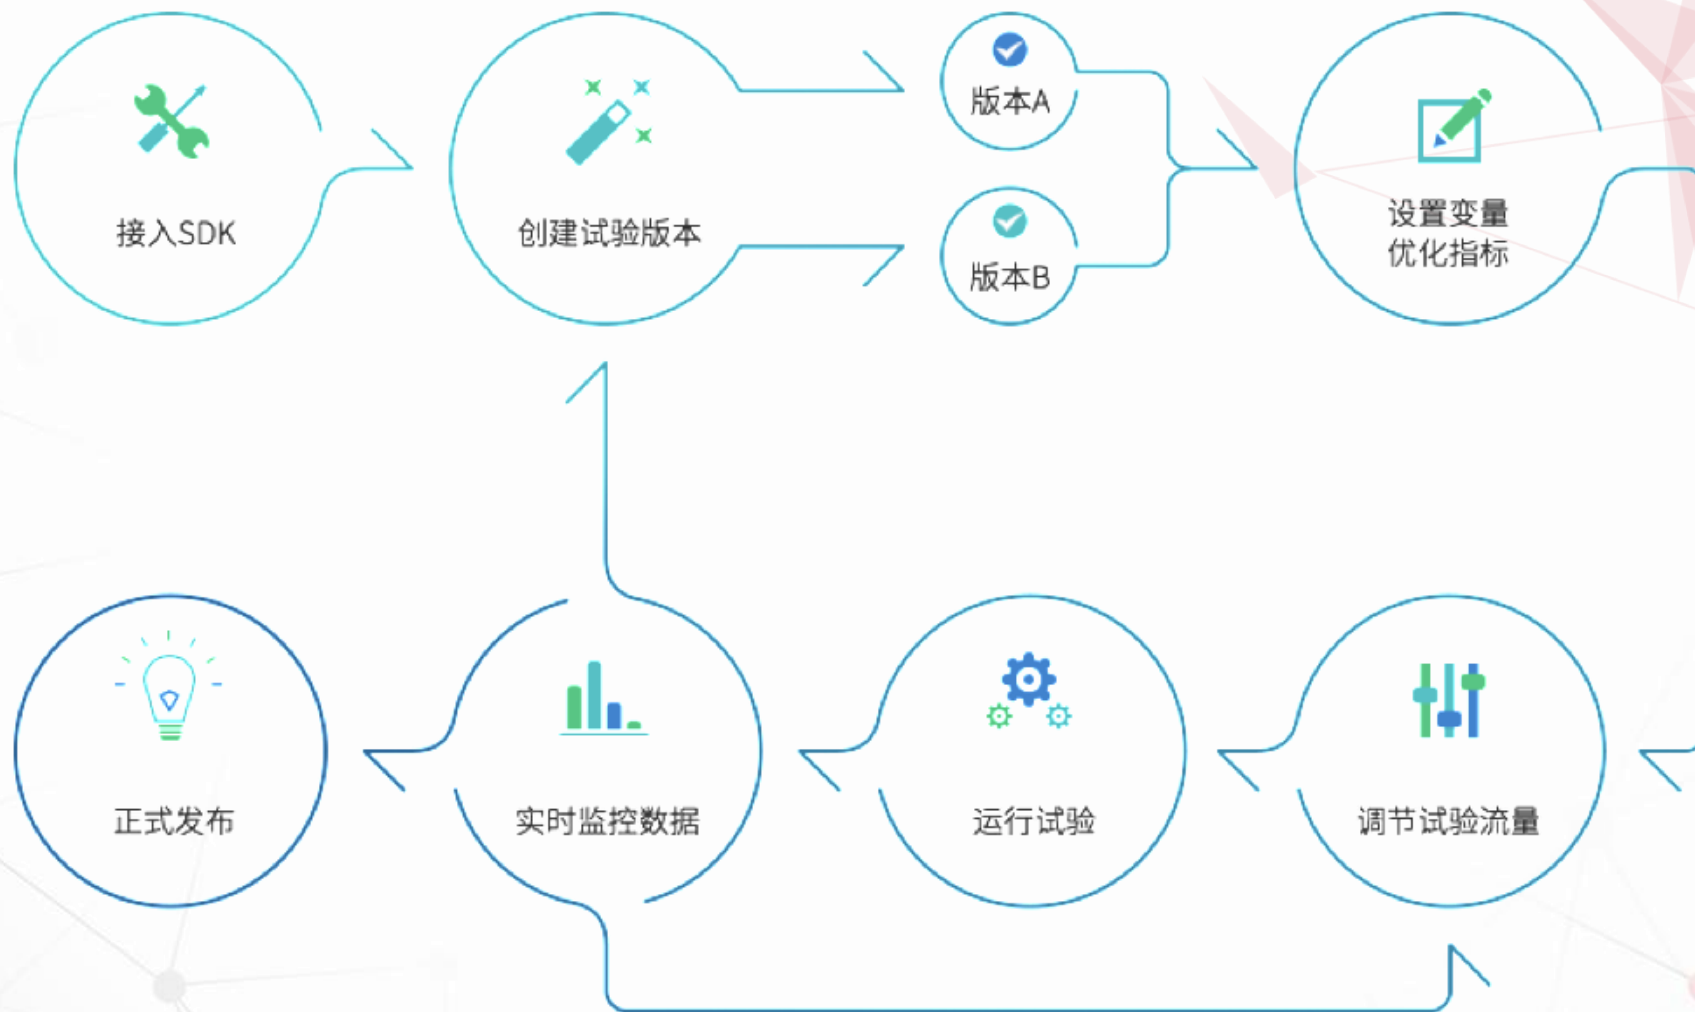 接入SDK
创建试验版本
版本A
版本B
设置变量
优化指标
正式发布
实时监控数据
运行试验
调节试验流量